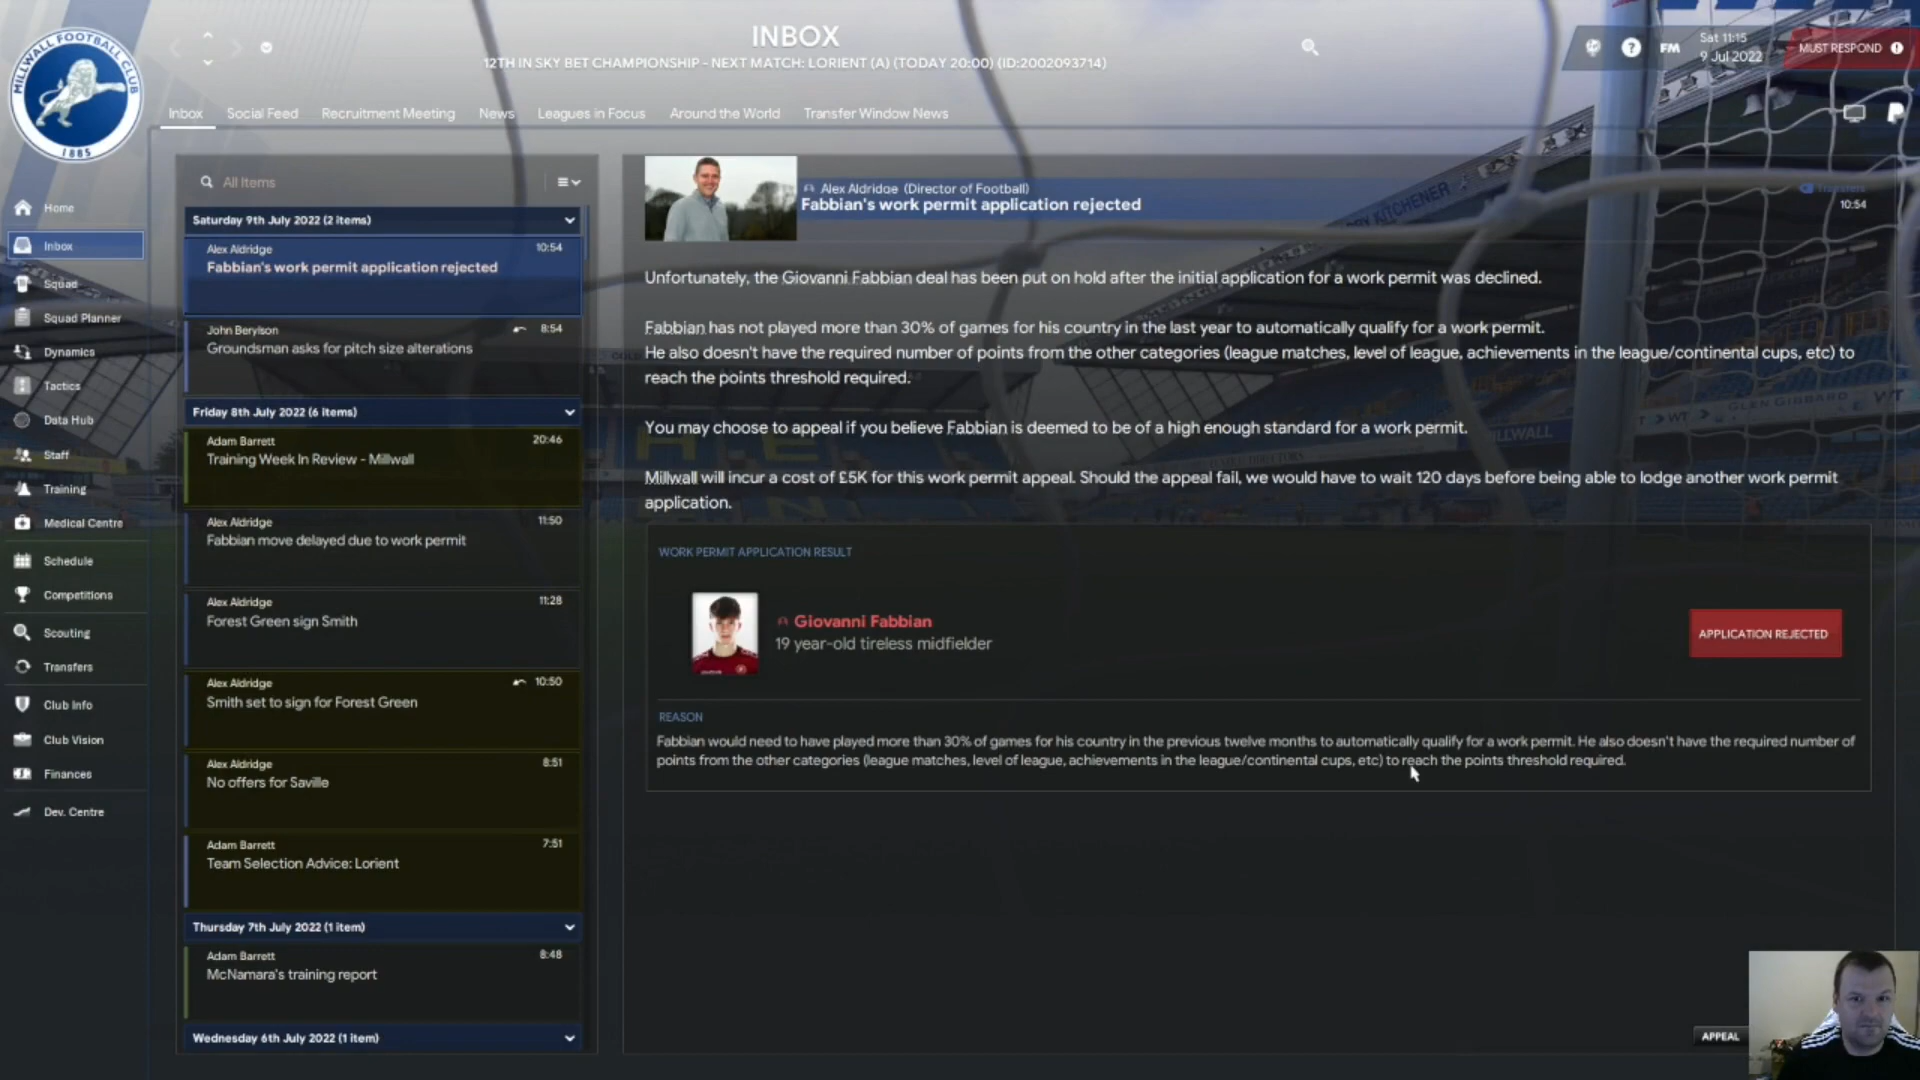 INBOX
12TH IN SKY BET CHAMPIONSHIP - NEXT MATCH: LORIENT (A) (TODAY 20:00) (ID:2002093714)
FM
Sat 11:15
9 Jul 2022
MUST RESPOND
MILLWALL FOOTBALL CLUB
1885
Inbox
Social Feed
Recruitment Meeting
News
Leagues in Focus
Around the World
Transfer Window News
Home
Inbox
Squad
Squad Planner
Dynamics
Tactics
Data Hub
Staff
Training
Medical Centre
Schedule
Competitions
Scouting
Transfers
Club Info
Club Vision
Finances
Dev. Centre
All Items
Saturday 9th July 2022 (2 items)
Alex Aldridge 10:54
Fabbian's work permit application rejected
John Berylson 8:54
Groundsman asks for pitch size alterations
Friday 8th July 2022 (6 items)
Adam Barrett 20:46
Training Week In Review - Millwall
Alex Aldridge 11:50
Fabbian move delayed due to work permit
Alex Aldridge 11:28
Forest Green sign Smith
Alex Aldridge 10:50
Smith set to sign for Forest Green
Alex Aldridge 8:51
No offers for Saville
Adam Barrett 7:51
Team Selection Advice: Lorient
Thursday 7th July 2022 (1 item)
Adam Barrett 8:48
McNamara's training report
Wednesday 6th July 2022 (1 item)
Alex Aldridge (Director of Football)
Fabbian's work permit application rejected
Transfers
10:54
Unfortunately, the Giovanni Fabbian deal has been put on hold after the initial application for a work permit was declined.
Fabbian has not played more than 30% of games for his country in the last year to automatically qualify for a work permit.
He also doesn't have the required number of points from the other categories (league matches, level of league, achievements in the league/continental cups, etc) to
reach the points threshold required.
You may choose to appeal if you believe Fabbian is deemed to be of a high enough standard for a work permit.
Millwall will incur a cost of £5K for this work permit appeal. Should the appeal fail, we would have to wait 120 days before being able to lodge another work permit
application.
WORK PERMIT APPLICATION RESULT
Giovanni Fabbian
19 year-old tireless midfielder
APPLICATION REJECTED
REASON
Fabbian would need to have played more than 30% of games for his country in the previous twelve months to automatically qualify for a work permit. He also doesn't have the required number of
points from the other categories (league matches, level of league, achievements in the league/continental cups, etc) to reach the points threshold required.
APPEAL